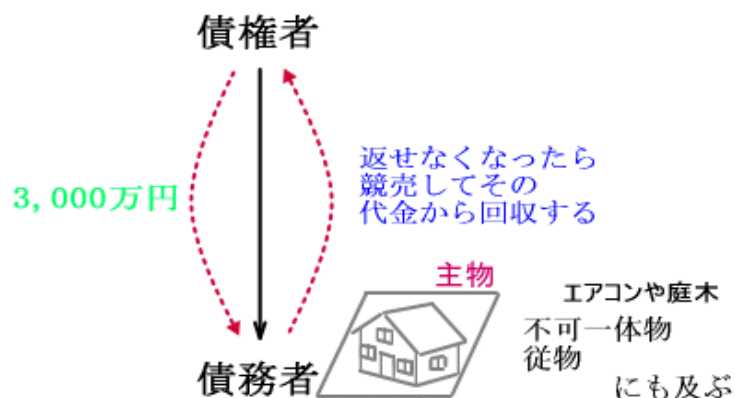 債権者
3,000万円
返せなくなったら
競売してその
代金から回収する
主物
エアコンや庭木
不可一体物
従物
にも及ぶ
債務者